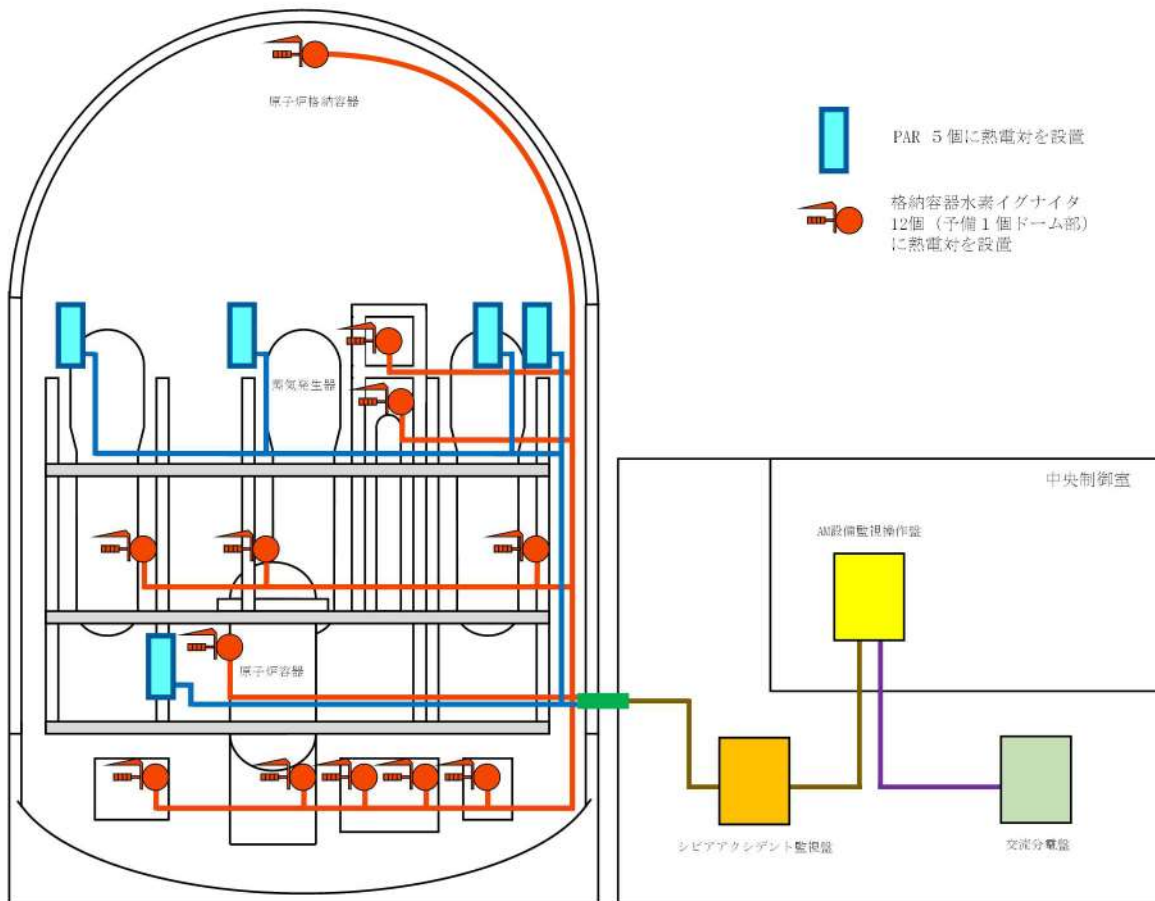 原子炉格納容器
PAR 5個に熱電対を設置
格納容器水素イグナイタ
12個（予備1個ドーム部）
に熱電対を設置
蒸気発生器
中央制御室
AM設備監視操作盤
原子炉容器
シビアアクシデント監視盤
交流分電盤